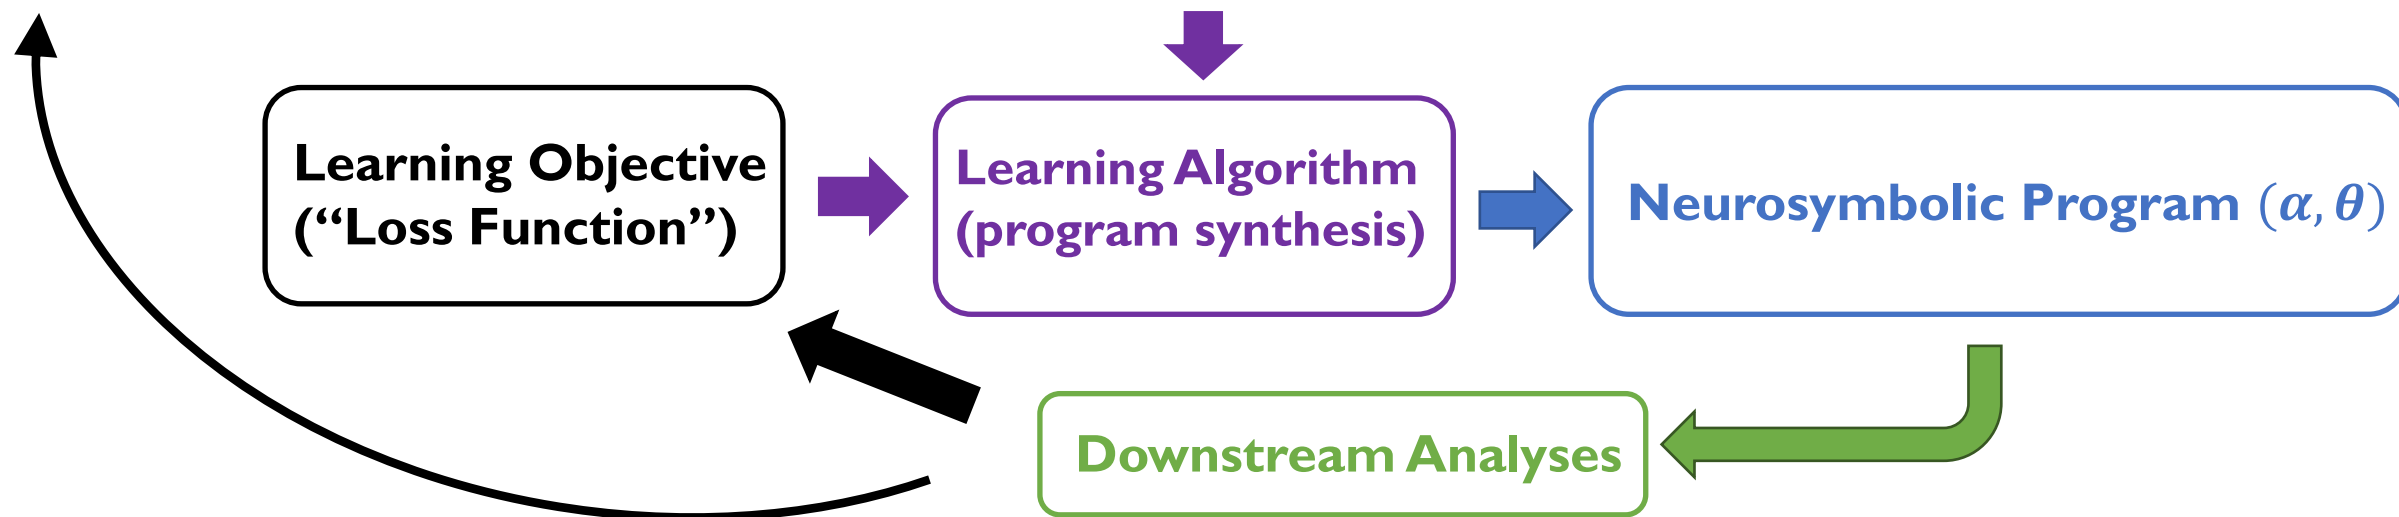 Learning Objective
(“Loss Function”)
Learning Algorithm
(program synthesis)
Neurosymbolic Program (α, θ)
Downstream Analyses